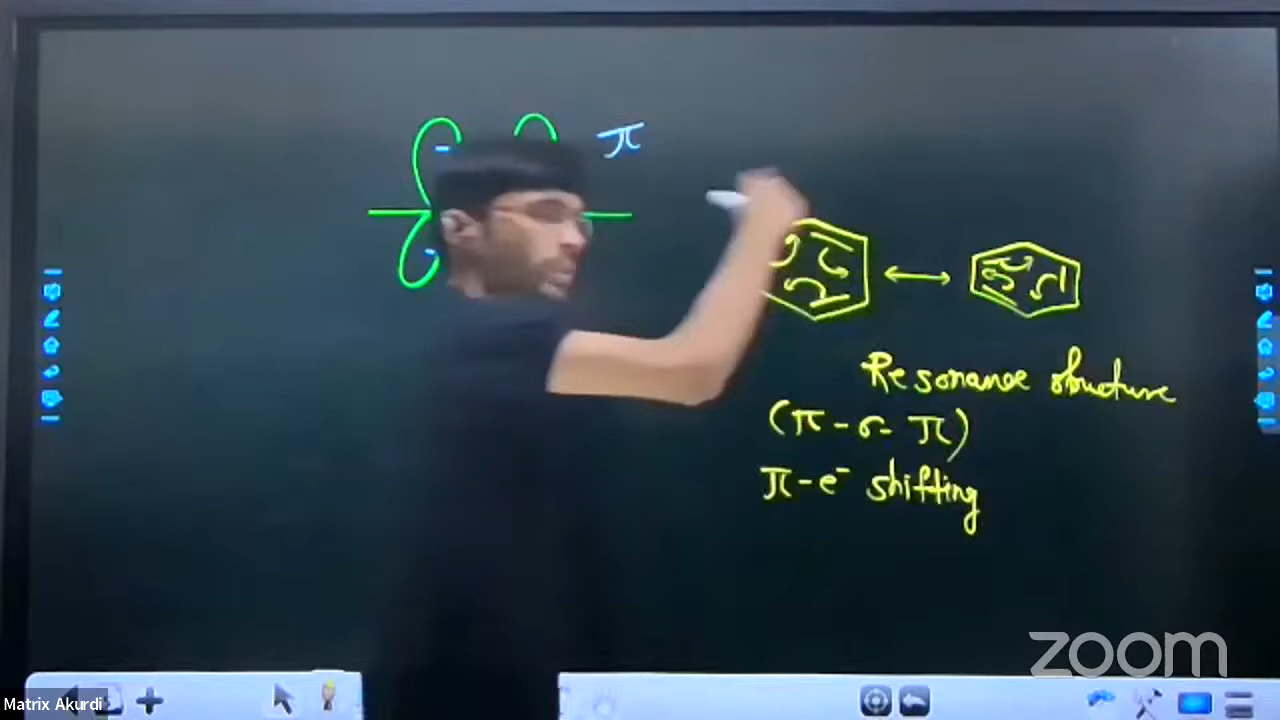 π
Resonance structure
(π-σ-π)
π-e⁻ shifting
zoom
Matrix Akurdi